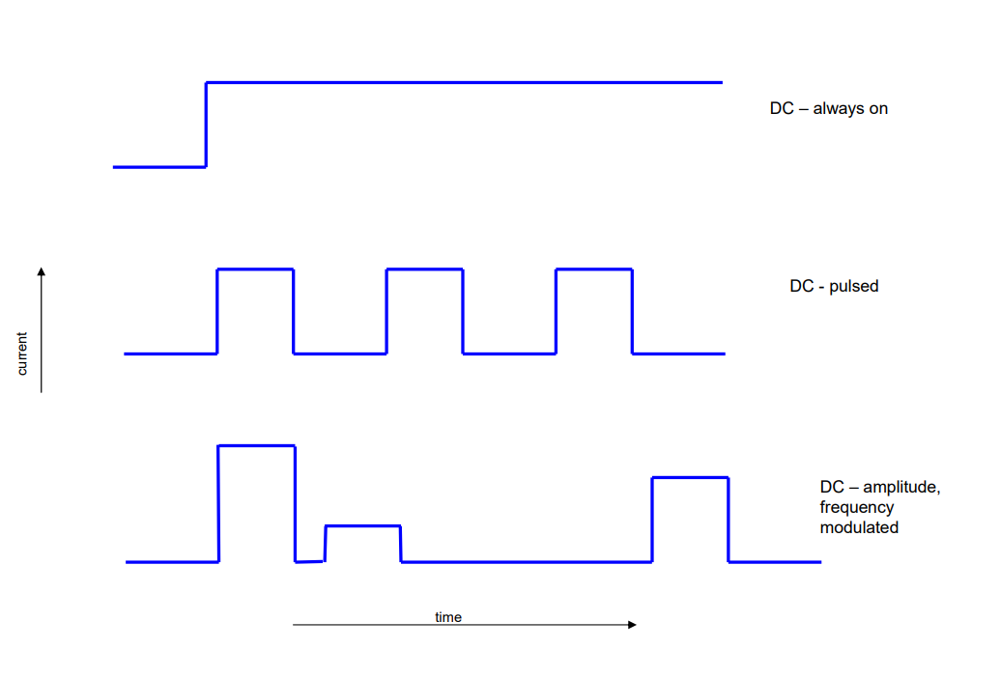 DC – always on
DC - pulsed
current
DC – amplitude,
frequency
modulated
time